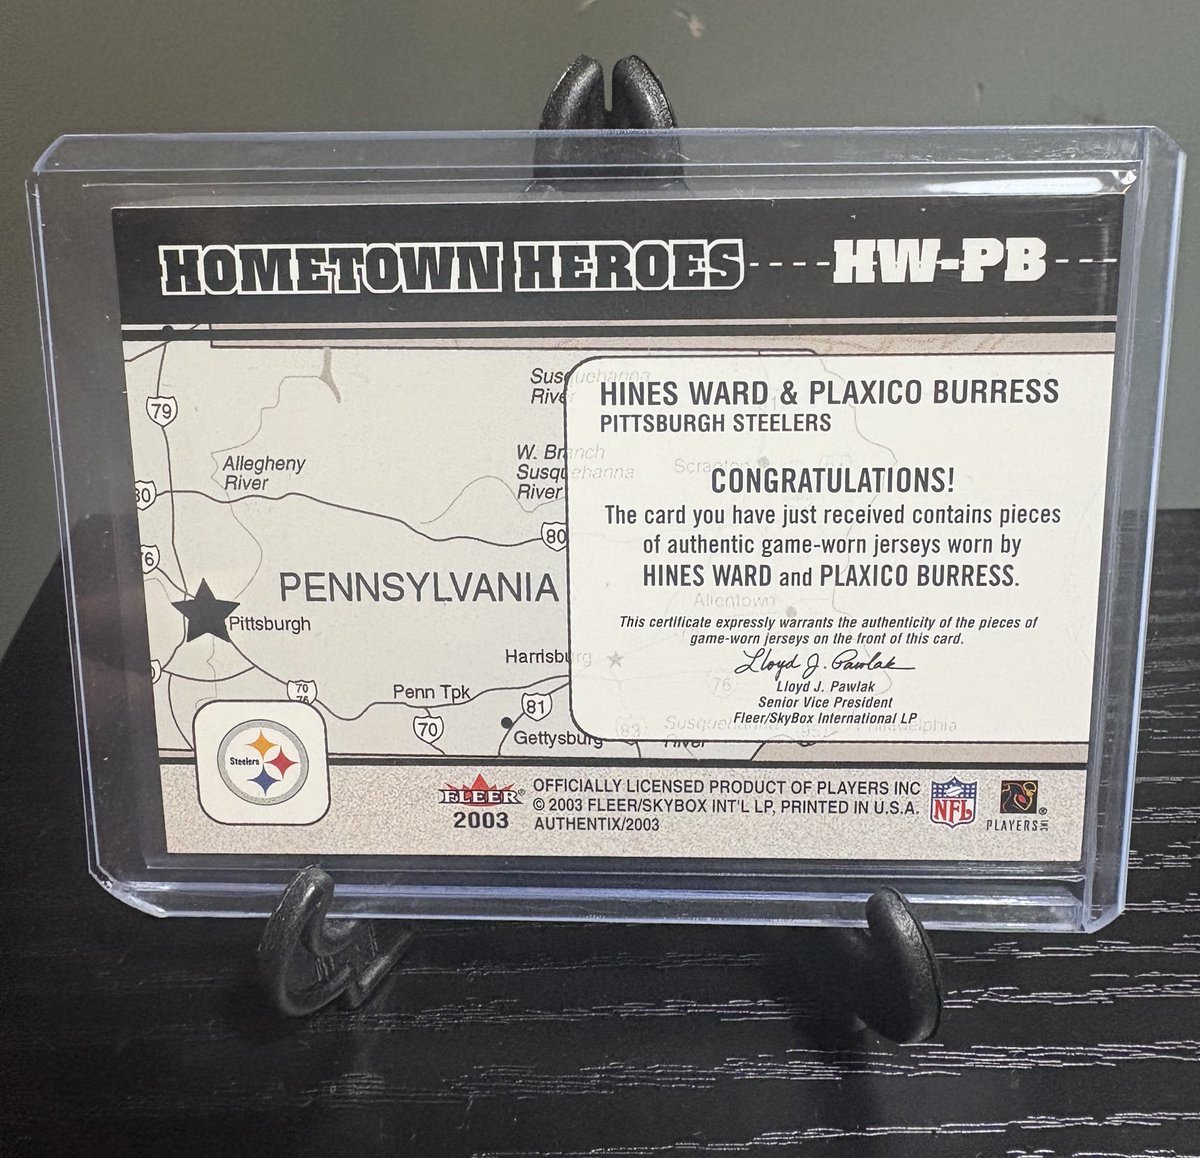 HOMETOWN HEROES----HW-PB--
79
Susquehanna
River
HINES WARD & PLAXICO BURRESS
PITTSBURGH STEELERS
Allegheny
River
W. Branch
Susquehanna
River
Scranton
CONGRATULATIONS!
The card you have just received contains pieces
of authentic game-worn jerseys worn by
HINES WARD and PLAXICO BURRESS.
80
80
PENNSYLVANIA
Allentown
Pittsburgh
This certificate expressly warrants the authenticity of the pieces of
game-worn jerseys on the front of this card.
Harrisburg
Lloyd J. Pawlak
76
Lloyd J. Pawlak
Senior Vice President
Fleer/SkyBox International LP
70
76
Penn Tpk
81
70
Gettysburg
83
Susquehanna
River
95
Philadelphia
Steelers
FLEER®
2003
OFFICIALLY LICENSED PRODUCT OF PLAYERS INC
© 2003 FLEER/SKYBOX INT'L LP, PRINTED IN U.S.A.
AUTHENTIX/2003
NFL
PLAYERS INC ®